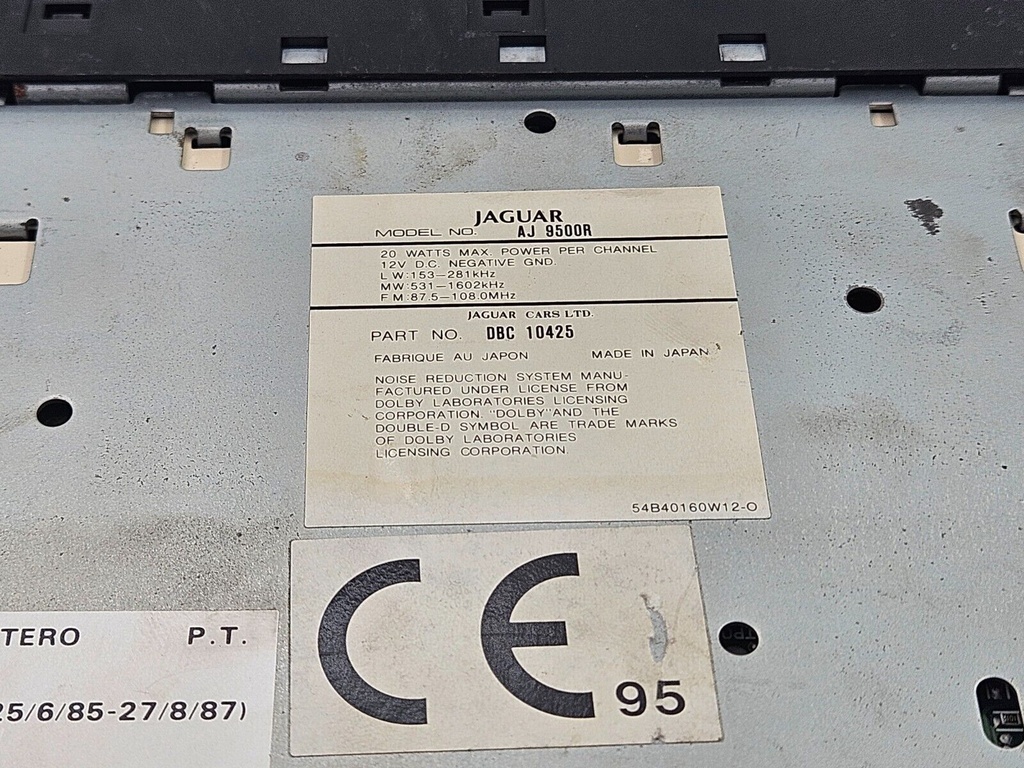 JAGUAR
MODEL NO. AJ 9500R
20 WATTS MAX. POWER PER CHANNEL
12V D.C. NEGATIVE GND.
LW:153–281kHz
MW:531–1602kHz
FM:87.5–108.0MHz
JAGUAR CARS LTD.
PART NO. DBC 10425
FABRIQUE AU JAPON MADE IN JAPAN
NOISE REDUCTION SYSTEM MANU-
FACTURED UNDER LICENSE FROM
DOLBY LABORATORIES LICENSING
CORPORATION. "DOLBY" AND THE
DOUBLE-D SYMBOL ARE TRADE MARKS
OF DOLBY LABORATORIES
LICENSING CORPORATION.
54B40160W12-O
CE 95
TERO P.T.
25/6/85-27/8/87)